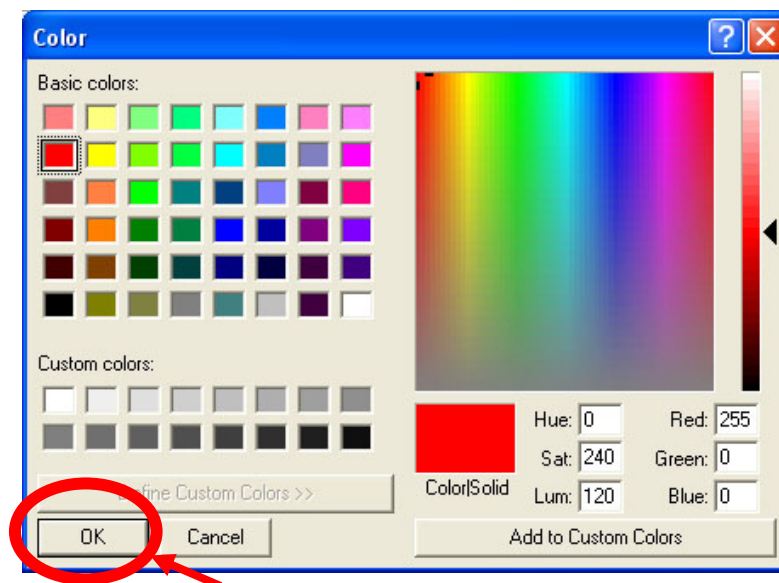 Color
Basic colors:
Custom colors:
Define Custom Colors >>
OK Cancel
Color|Solid
Hue: 0 Red: 255
Sat: 240 Green: 0
Lum: 120 Blue: 0
Add to Custom Colors